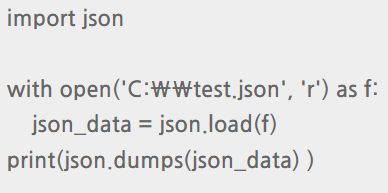 import json

with open('C:₩₩test.json', 'r') as f:
    json_data = json.load(f)
print(json.dumps(json_data) )